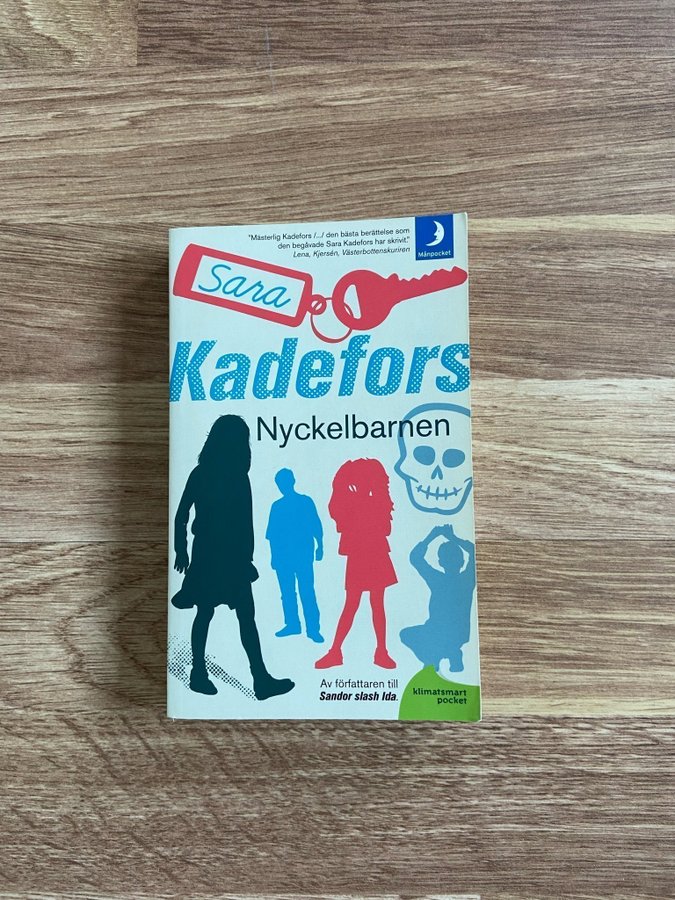 "Mästerlig Kadefors /.../ den bästa berättelse som
den begåvade Sara Kadefors har skrivit."
Lena, Kjersén, Västerbottenskuriren
Månpocket
Sara
Kadefors
Nyckelbarnen
Av författaren till
Sandor slash Ida.
klimatsmart
pocket